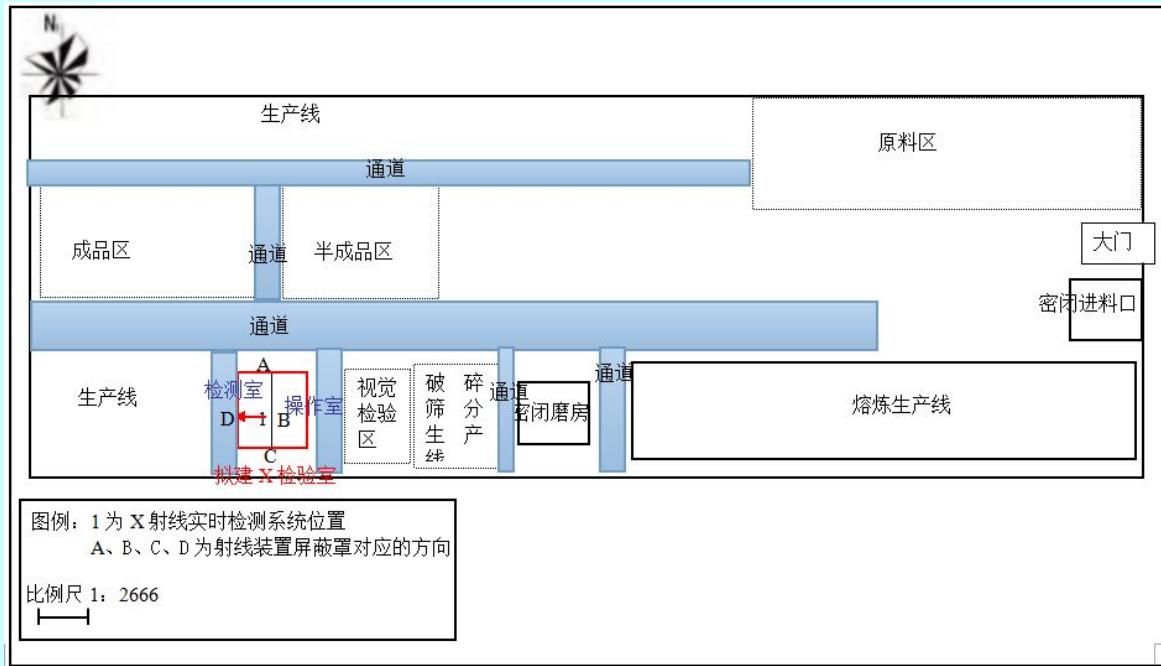 N
生产线
原料区
通道
大门
成品区
通道
半成品区
密闭进料口
通道
生产线
检测室
A
操作室
D
1
B
C
拟建 X 检验室
视觉
检验
区
破 碎
筛 分
生 产
线
通道
密闭磨房
通道
熔炼生产线
图例：1 为 X 射线实时检测系统位置
A、B、C、D 为射线装置屏蔽罩对应的方向
比例尺 1：2666